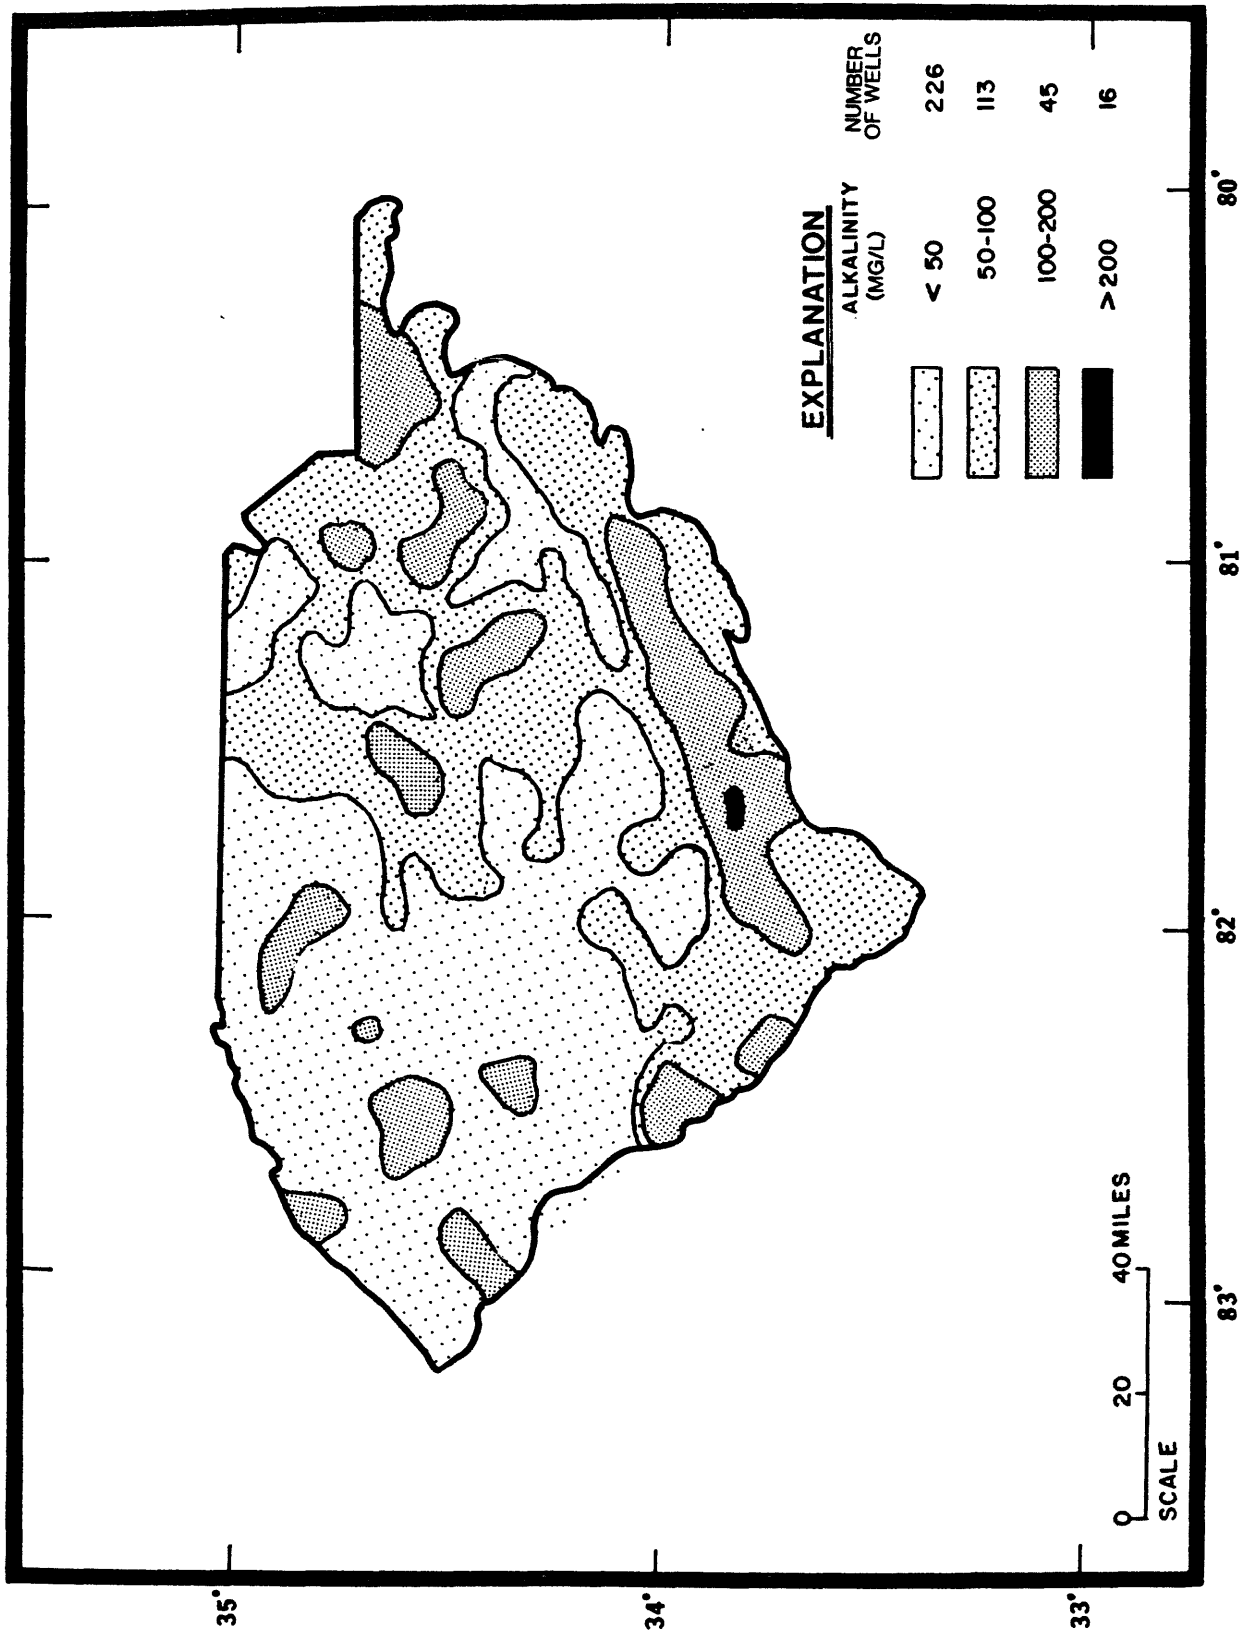 35°
34°
33°
83°
82°
81°
80°
SCALE
0 20 40 MILES
EXPLANATION
ALKALINITY NUMBER
(MG/L) OF WELLS
< 50 226
50-100 113
100-200 45
>200 16